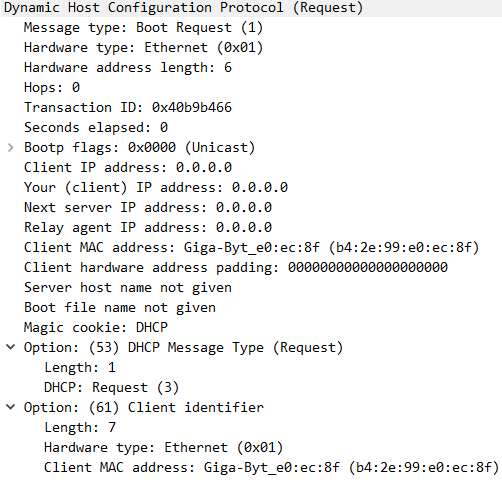 Dynamic Host Configuration Protocol (Request)
Message type: Boot Request (1)
Hardware type: Ethernet (0x01)
Hardware address length: 6
Hops: 0
Transaction ID: 0x40b9b466
Seconds elapsed: 0
Bootp flags: 0x0000 (Unicast)
Client IP address: 0.0.0.0
Your (client) IP address: 0.0.0.0
Next server IP address: 0.0.0.0
Relay agent IP address: 0.0.0.0
Client MAC address: Giga-Byt_e0:ec:8f (b4:2e:99:e0:ec:8f)
Client hardware address padding: 00000000000000000000
Server host name not given
Boot file name not given
Magic cookie: DHCP
Option: (53) DHCP Message Type (Request)
Length: 1
DHCP: Request (3)
Option: (61) Client identifier
Length: 7
Hardware type: Ethernet (0x01)
Client MAC address: Giga-Byt_e0:ec:8f (b4:2e:99:e0:ec:8f)